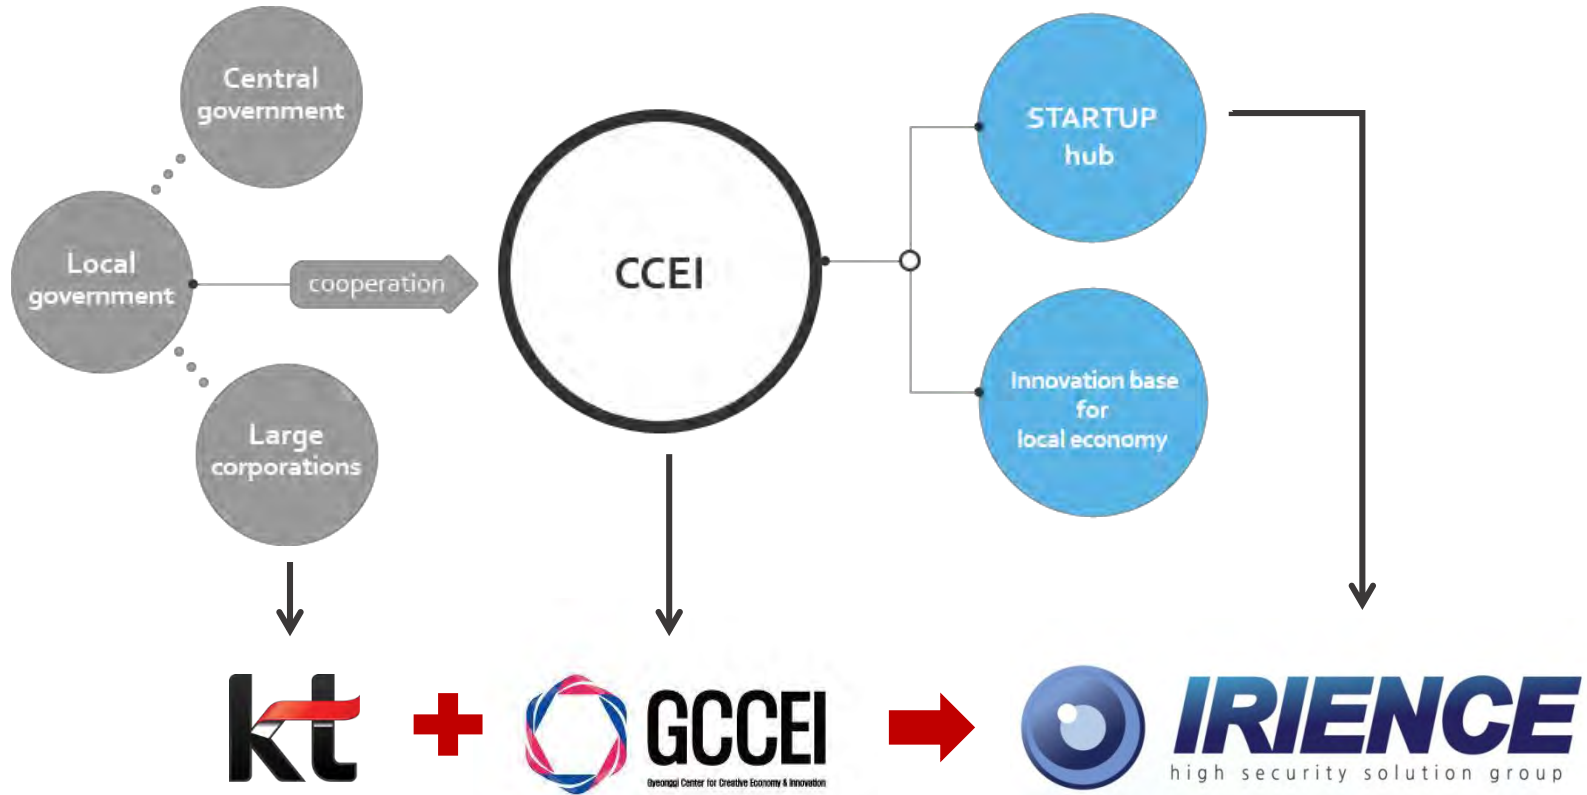 Central
government
Local
government
Large
corporations
cooperation
CCEI
STARTUP
hub
Innovation base
for
local economy
kt
GCCEI
Gyeonggi Center for Creative Economy & Innovation
IRIENCE
high security solution group